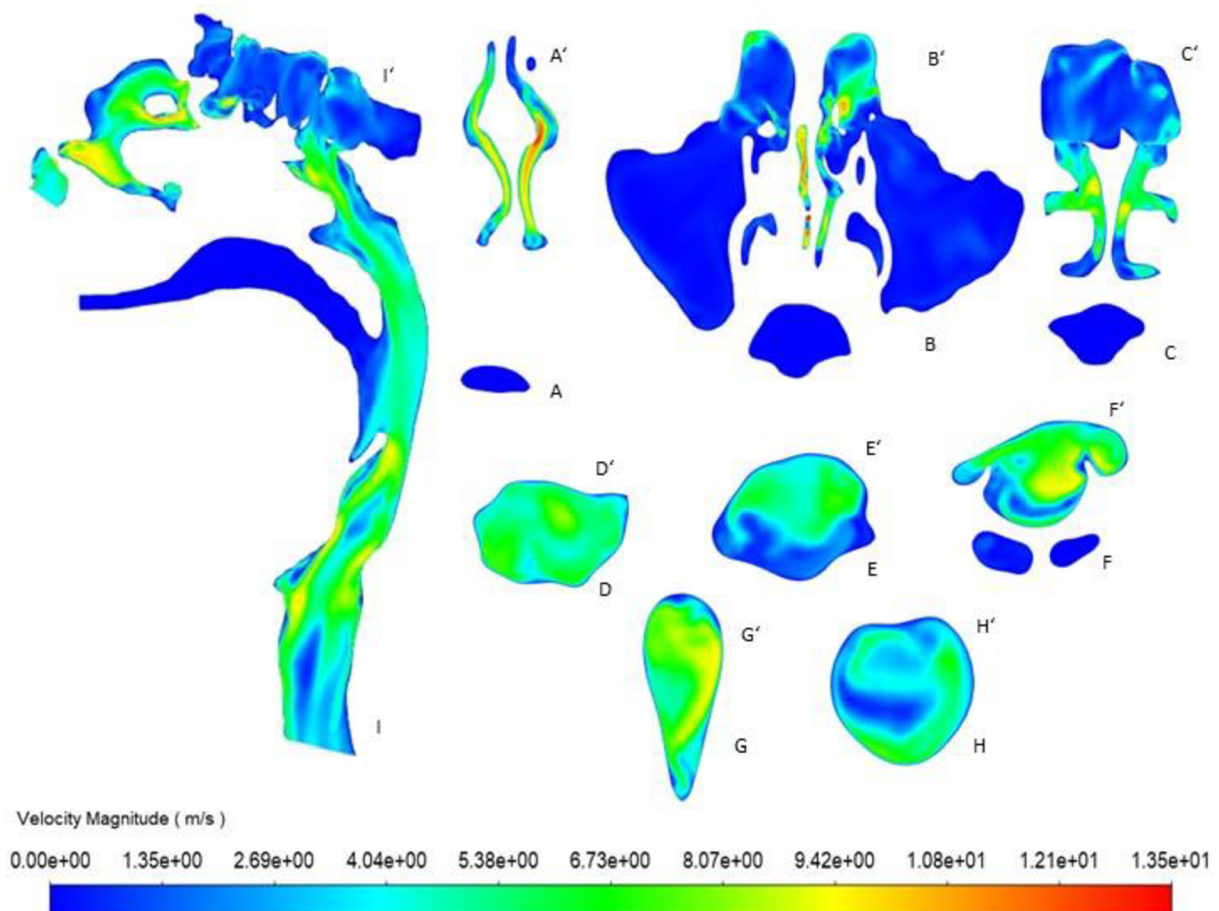 I‘
A‘
B‘
C‘
B
C
A
F‘
E‘
D‘
F
E
D
G‘
H‘
I
G
H
Velocity Magnitude ( m/s )
0.00e+00 1.35e+00 2.69e+00 4.04e+00 5.38e+00 6.73e+00 8.07e+00 9.42e+00 1.08e+01 1.21e+01 1.35e+01